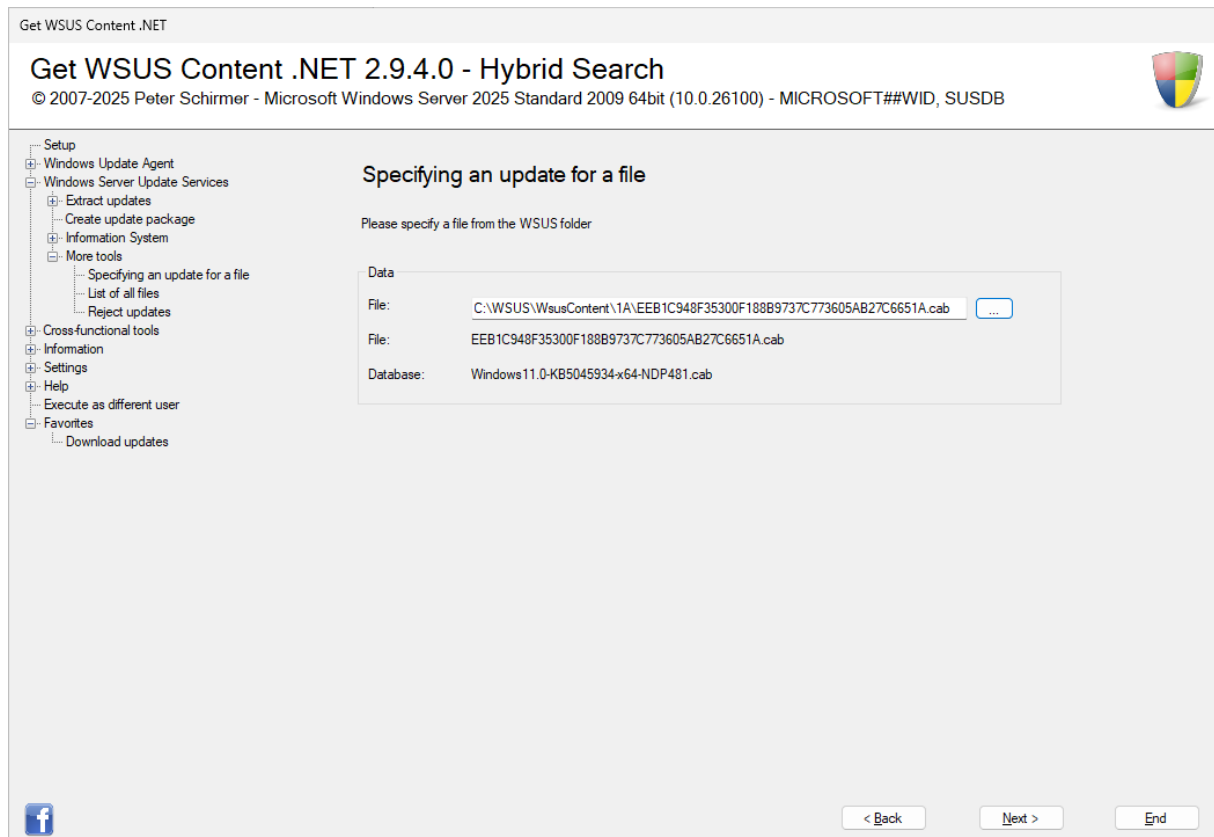 Get WSUS Content .NET
Get WSUS Content .NET 2.9.4.0 - Hybrid Search
© 2007-2025 Peter Schirmer - Microsoft Windows Server 2025 Standard 2009 64bit (10.0.26100) - MICROSOFT##WID, SUSDB
Setup
Windows Update Agent
Windows Server Update Services
Extract updates
Create update package
Information System
More tools
Specifying an update for a file
List of all files
Reject updates
Cross-functional tools
Information
Settings
Help
Execute as different user
Favorites
Download updates
Specifying an update for a file
Please specify a file from the WSUS folder
Data
File: C:\WSUS\WsusContent\1A\EEB1C948F35300F188B9737C773605AB27C6651A.cab ...
File: EEB1C948F35300F188B9737C773605AB27C6651A.cab
Database: Windows11.0-KB5045934-x64-NDP481.cab
f
< Back Next > End